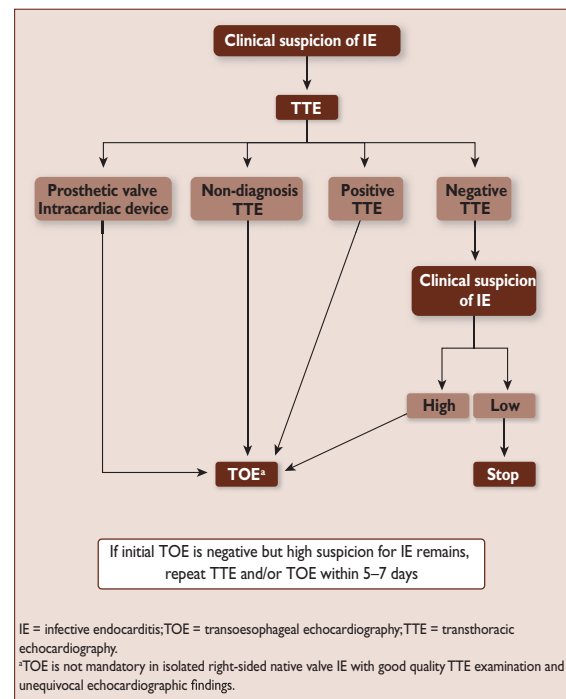 Clinical suspicion of IE
TTE
Prosthetic valve
Intracardiac device
Non-diagnosis
TTE
Positive
TTE
Negative
TTE
Clinical suspicion
of IE
High
Low
TOEᵃ
Stop
If initial TOE is negative but high suspicion for IE remains,
repeat TTE and/or TOE within 5–7 days
IE = infective endocarditis; TOE = transoesophageal echocardiography; TTE = transthoracic
echocardiography.
ᵃTOE is not mandatory in isolated right-sided native valve IE with good quality TTE examination and
unequivocal echocardiographic findings.